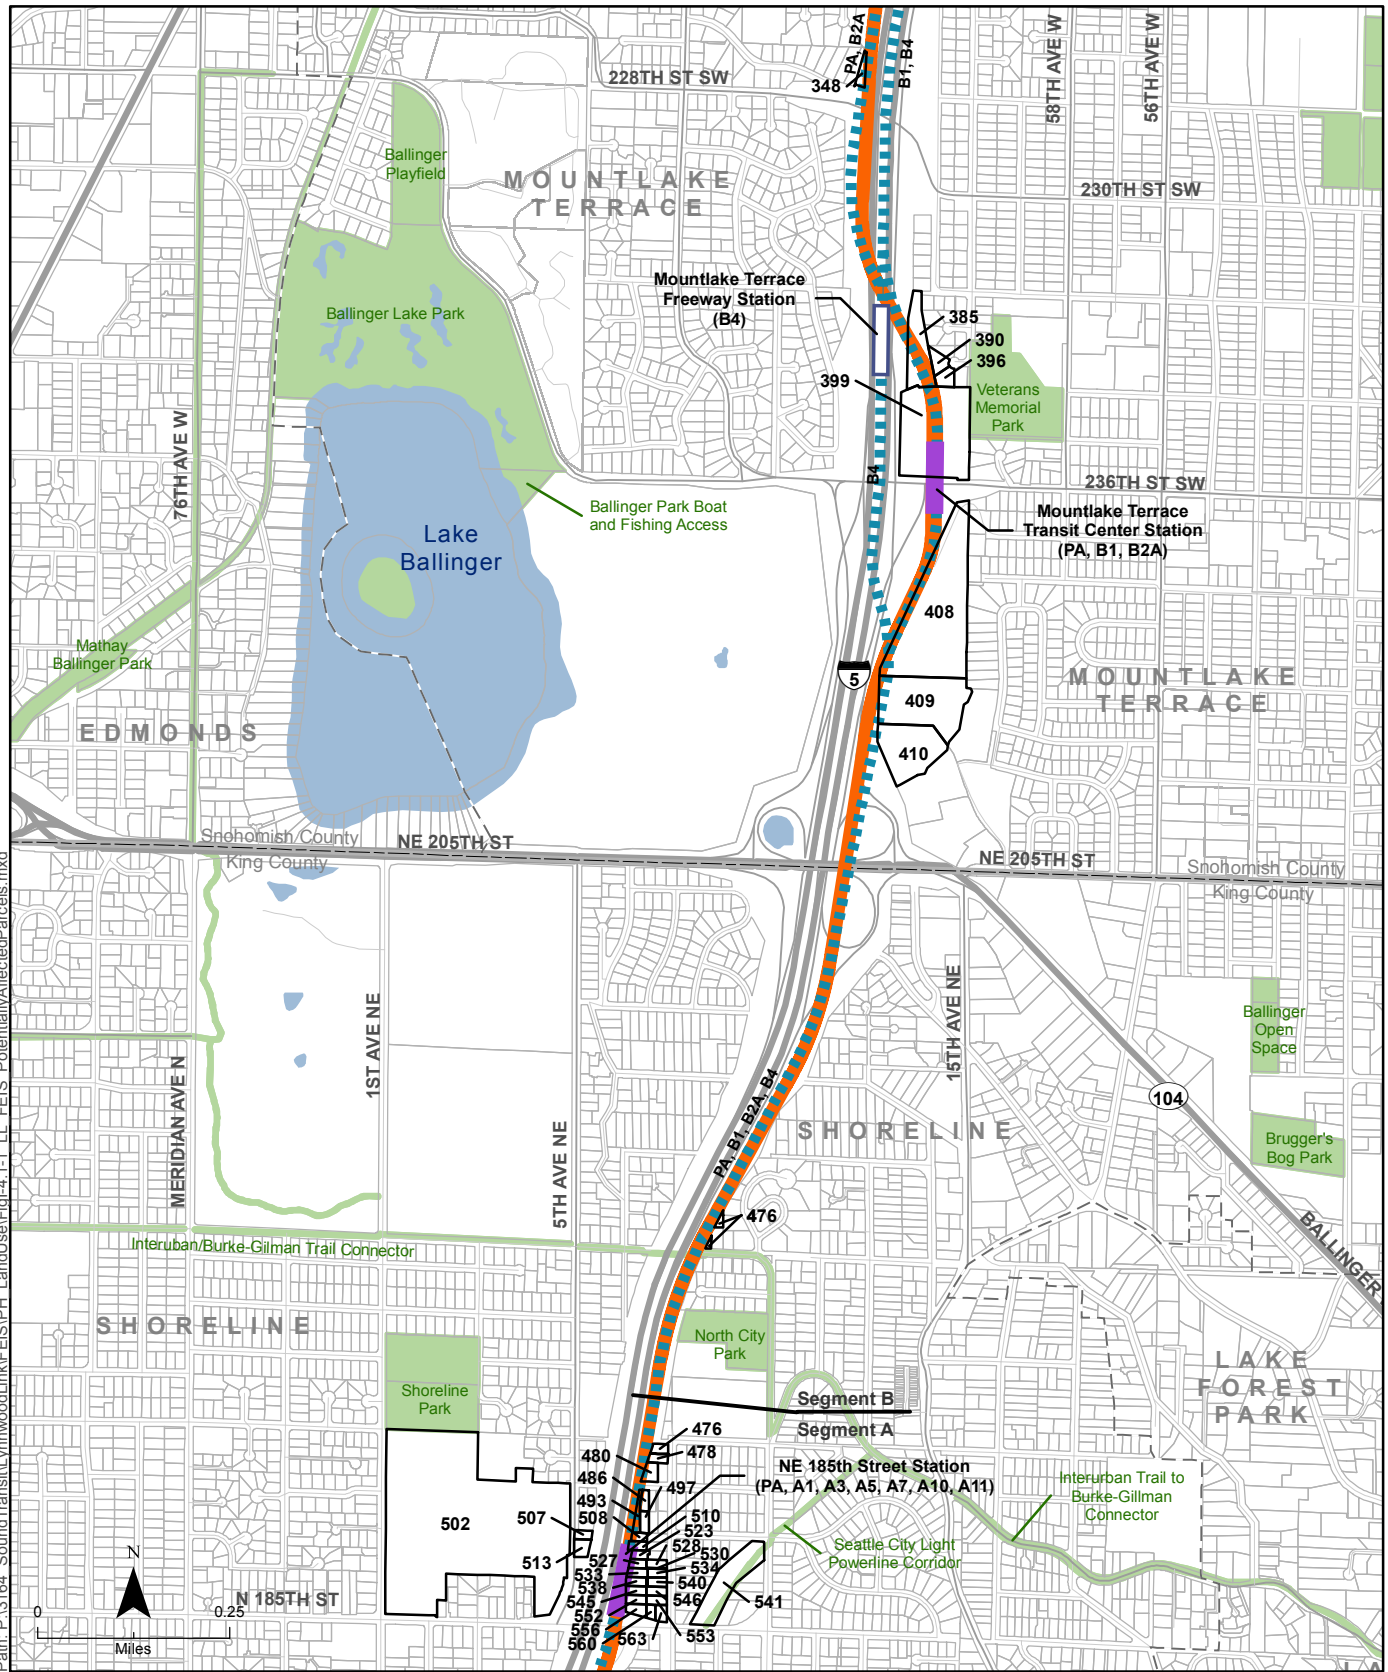 PA, B2A
B1, B4
228TH ST SW
348
58TH AVE W
56TH AVE W
Ballinger
Playfield
MOUNTLAKE
TERRACE
230TH ST SW
Mountlake Terrace
Freeway Station
(B4)
Ballinger Lake Park
385
390
396
399
Veterans
Memorial
Park
76TH AVE W
B4
236TH ST SW
Ballinger Park Boat
and Fishing Access
Mountlake Terrace
Transit Center Station
(PA, B1, B2A)
Lake
Ballinger
408
Mathay
Ballinger Park
5
MOUNTLAKE
TERRACE
409
EDMONDS
410
Snohomish County
King County
NE 205TH ST
NE 205TH ST
Snohomish County
King County
1ST AVE NE
15TH AVE NE
Ballinger
Open
Space
MERIDIAN AVE N
5TH AVE NE
PA, B1, B2A, B4
104
SHORELINE
Brugger's
Bog Park
476
BALLINGER
Interuban/Burke-Gilman Trail Connector
SHORELINE
North City
Park
LAKE
FOREST
PARK
Shoreline
Park
Segment B
Segment A
476
478
480
NE 185th Street Station
(PA, A1, A3, A5, A7, A10, A11)
486
497
493
Interurban Trail to
Burke-Gillman
Connector
502
507
508
510
523
528
530
513
527
533
534
538
540
545
546
541
552
553
556
560
563
Seattle City Light
Powerline Corridor
N
N 185TH ST
0
0.25
Miles